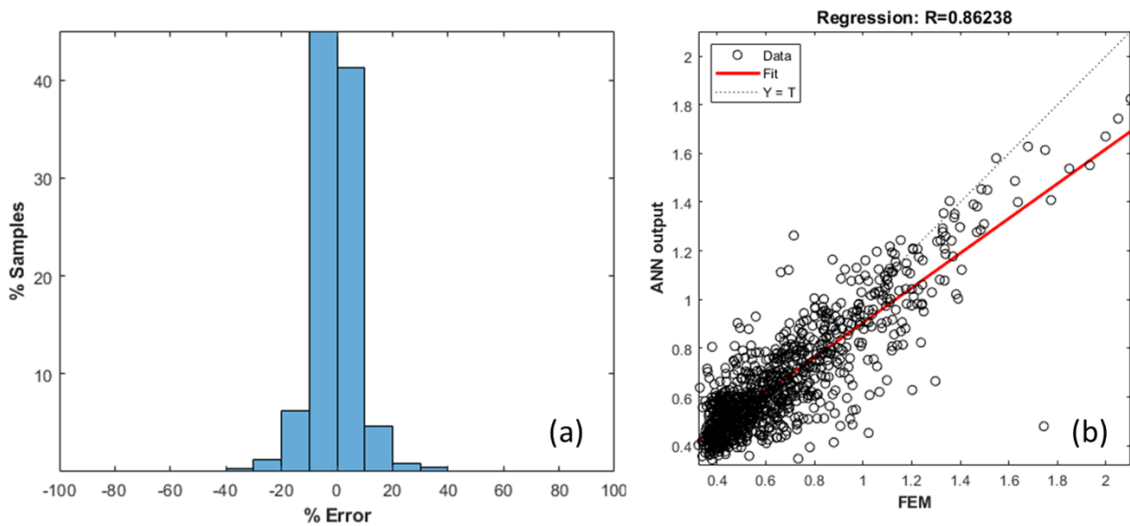 % Samples
40
30
20
10
-100 -80 -60 -40 -20 0 20 40 60 80 100
% Error
(a)
Regression: R=0.86238
Data
Fit
Y = T
ANN output
2
1.8
1.6
1.4
1.2
1
0.8
0.6
0.4
0.4 0.6 0.8 1 1.2 1.4 1.6 1.8 2
FEM
(b)